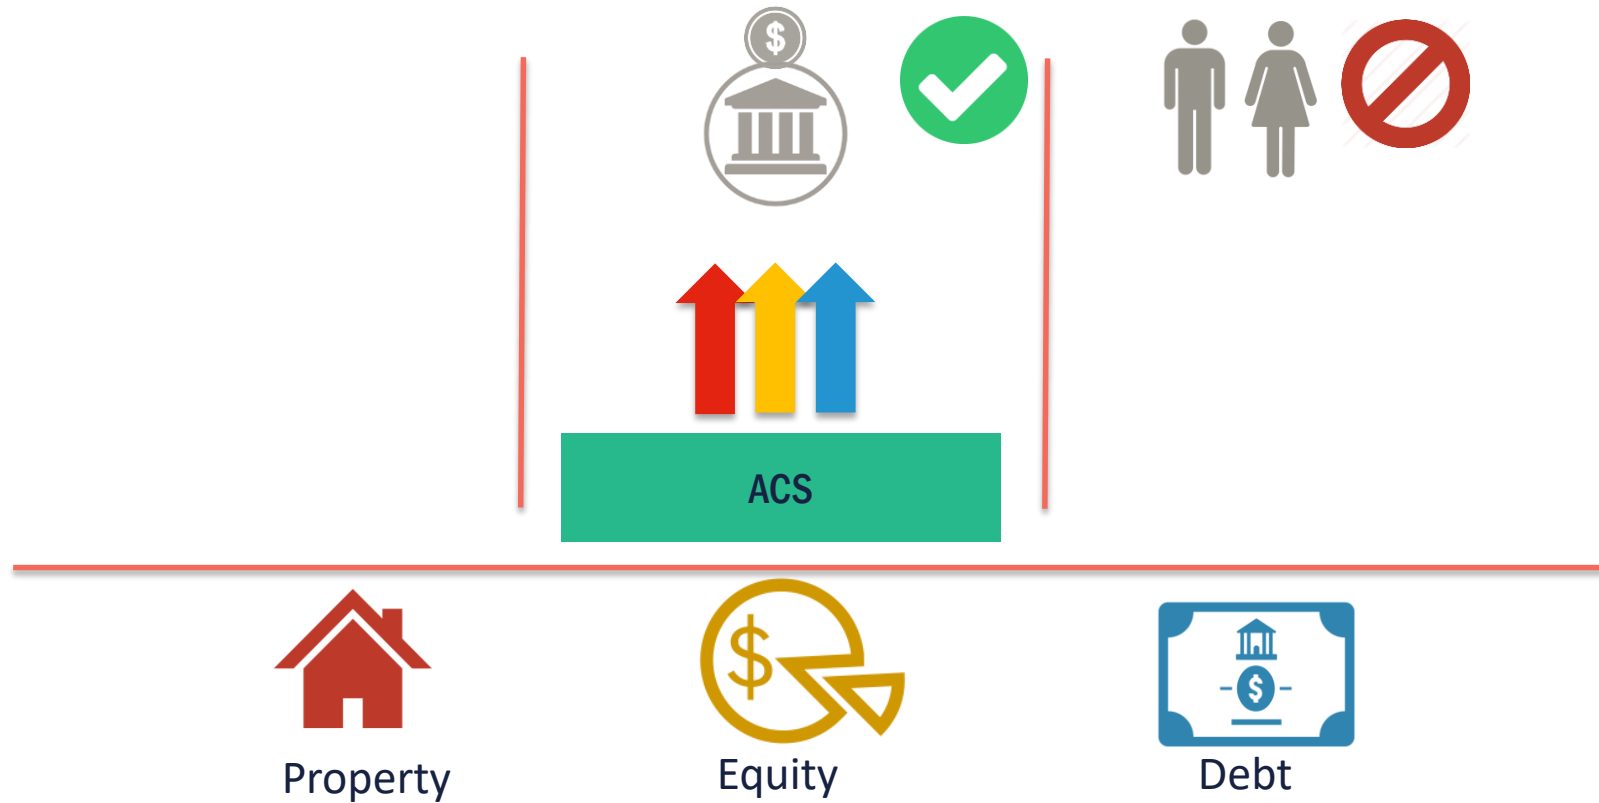 $
ACS
$
$
Property
Equity
Debt